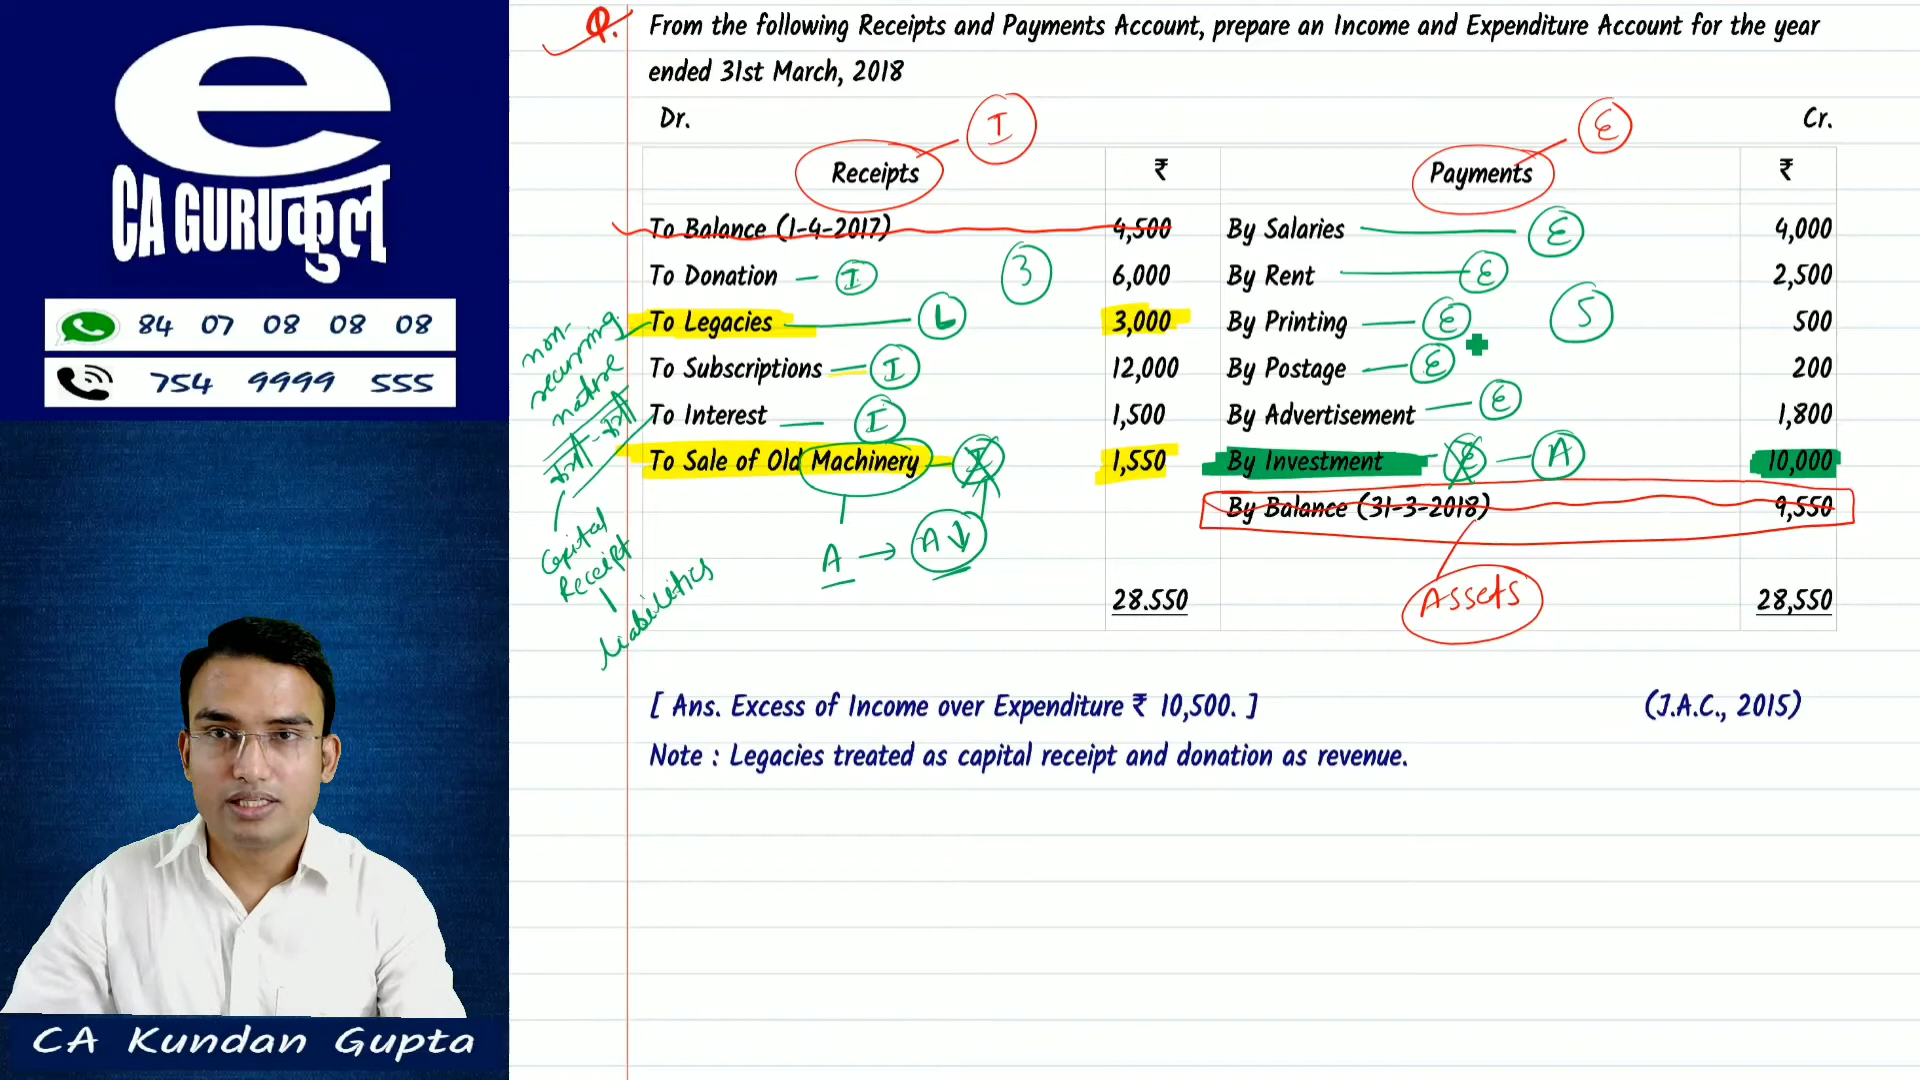 e
CA GURUकुल
84 07 08 08 08
754 9999 555
CA Kundan Gupta
Q. From the following Receipts and Payments Account, prepare an Income and Expenditure Account for the year
ended 31st March, 2018
Dr. Cr.
I E
Receipts ₹ Payments ₹
To Balance (1-4-2017) 4,500 By Salaries E 4,000
To Donation - I 3 6,000 By Rent E 2,500
To Legacies L 3,000 By Printing E 5 500
To Subscriptions I 12,000 By Postage E 200
To Interest I 1,500 By Advertisement E 1,800
To Sale of Old Machinery I 1,550 By Investment E - A 10,000
By Balance (31-3-2018) 9,550
non-
recurring
nature
कभी-कभी
Capital
Receipt
Liabilities
A → A↓
Assets
28.550 28,550
[ Ans. Excess of Income over Expenditure ₹ 10,500. ] (J.A.C., 2015)
Note : Legacies treated as capital receipt and donation as revenue.